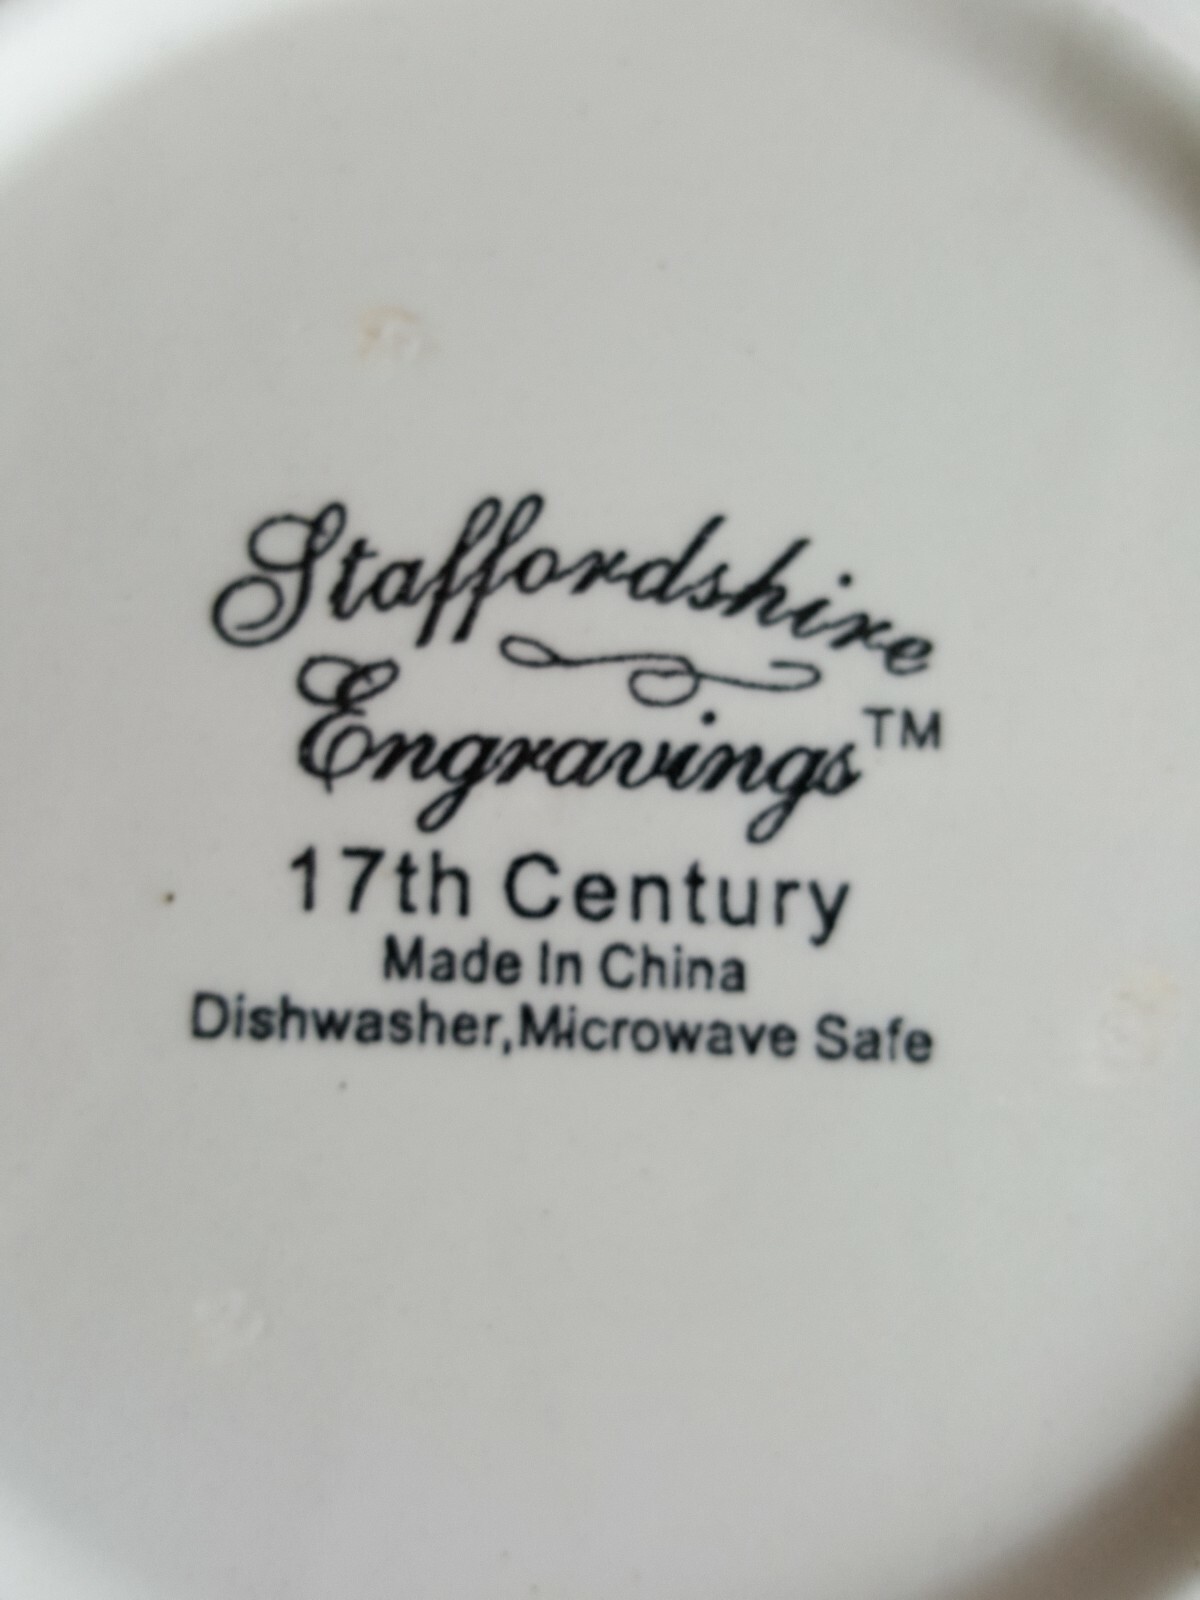 Staffordshire
Engravings™
17th Century
Made In China
Dishwasher,Microwave Safe